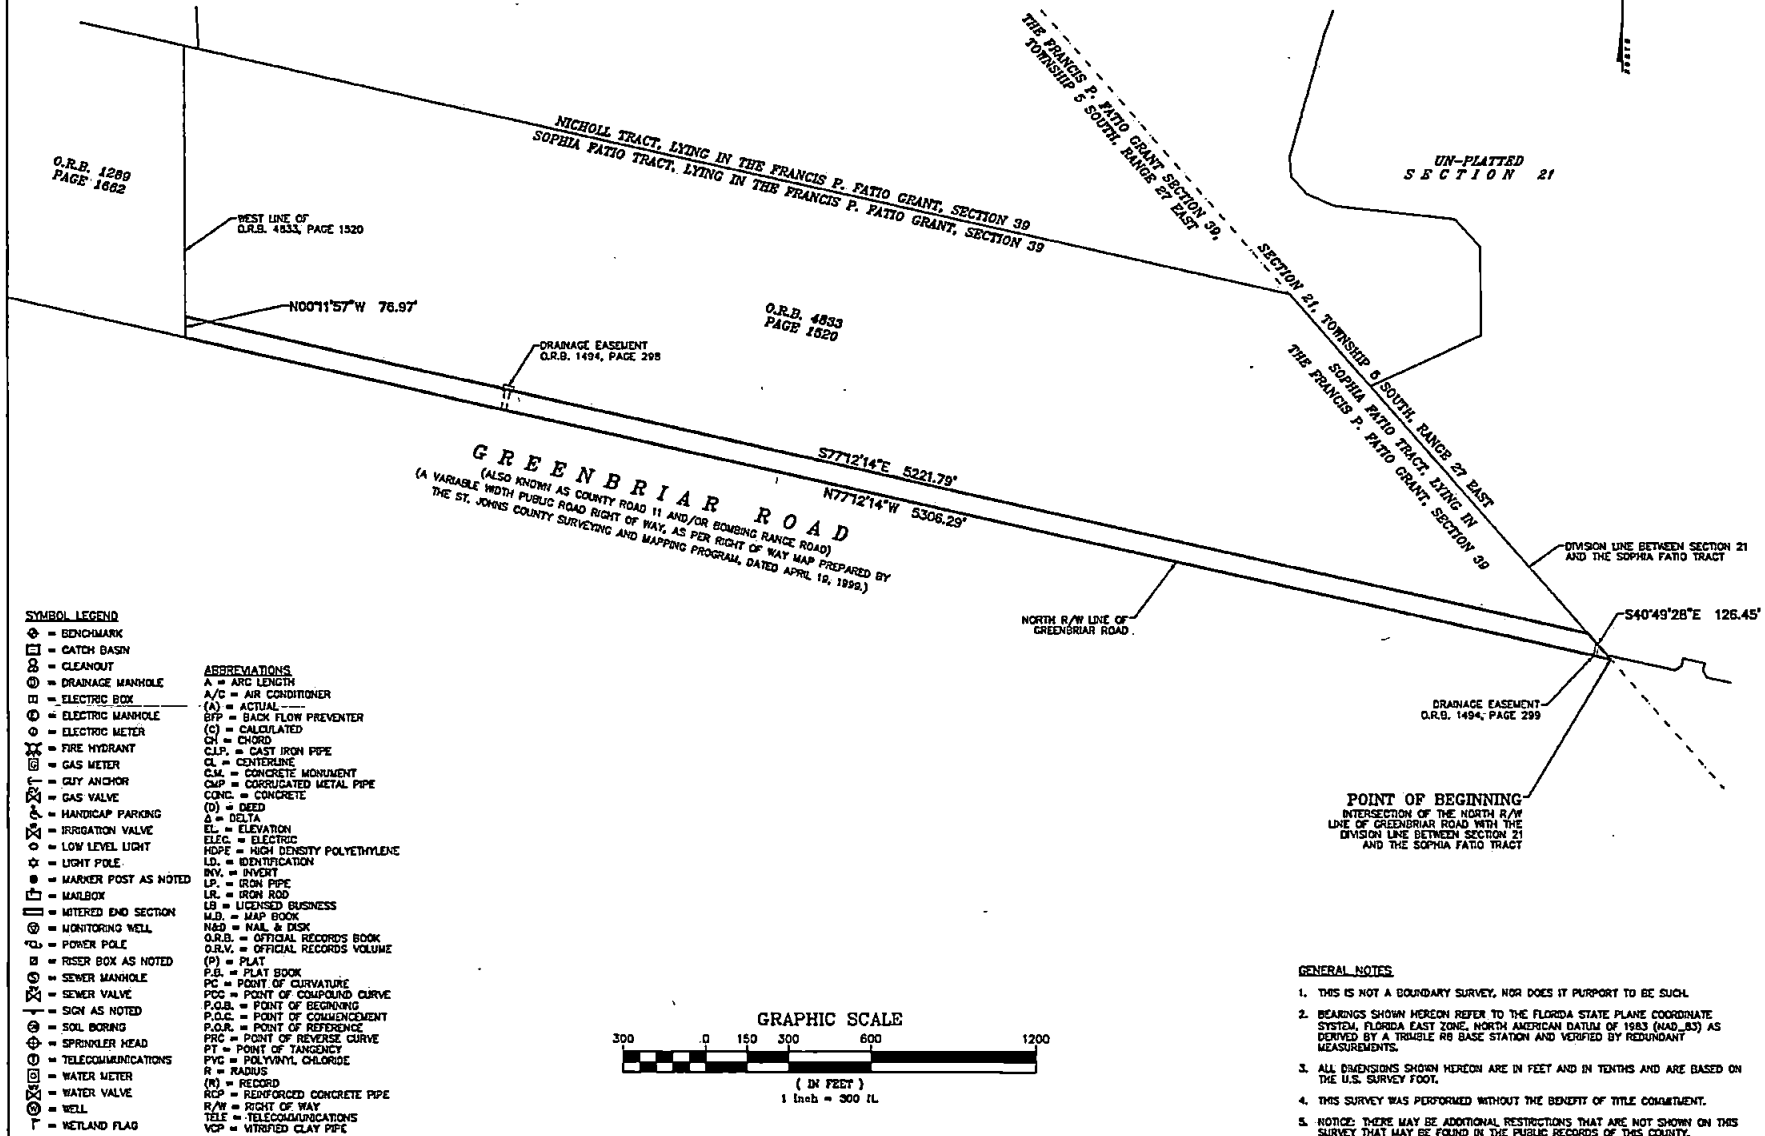 NORTH
THE FRANCIS P. FATIO GRANT SECTION 39,
TOWNSHIP 5 SOUTH, RANGE 27 EAST
UN-PLATTED
SECTION 21
NICHOLL TRACT, LYING IN THE FRANCIS P. FATIO GRANT, SECTION 39
SOPHIA FATIO TRACT, LYING IN THE FRANCIS P. FATIO GRANT, SECTION 39
O.R.B. 1289
PAGE 1662
WEST LINE OF
O.R.B. 4833, PAGE 1520
N00°11'57"W 76.97'
O.R.B. 4833
PAGE 1520
DRAINAGE EASEMENT
O.R.B. 1494, PAGE 298
SECTION 21, TOWNSHIP 5 SOUTH, RANGE 27 EAST
SOPHIA FATIO TRACT, LYING IN
THE FRANCIS P. FATIO GRANT, SECTION 39
S77°12'14"E 5221.79'
N77°12'14"W 5306.29'
GREENBRIAR ROAD
(ALSO KNOWN AS COUNTY ROAD 11 AND/OR BOMBING RANGE ROAD)
(A VARIABLE WIDTH PUBLIC ROAD RIGHT OF WAY, AS PER RIGHT OF WAY MAP PREPARED BY
THE ST. JOHNS COUNTY SURVEYING AND MAPPING PROGRAM, DATED APRIL 19, 1999.)
DIVISION LINE BETWEEN SECTION 21
AND THE SOPHIA FATIO TRACT
S40°49'28"E 126.45'
NORTH R/W LINE OF
GREENBRIAR ROAD.
DRAINAGE EASEMENT
O.R.B. 1494, PAGE 299
POINT OF BEGINNING
INTERSECTION OF THE NORTH R/W
LINE OF GREENBRIAR ROAD WITH THE
DIVISION LINE BETWEEN SECTION 21
AND THE SOPHIA FATIO TRACT
SYMBOL LEGEND
= BENCHMARK
= CATCH BASIN
= CLEANOUT
= DRAINAGE MANHOLE
= ELECTRIC BOX
= ELECTRIC MANHOLE
= ELECTRIC METER
= FIRE HYDRANT
= GAS METER
= GUY ANCHOR
= GAS VALVE
= HANDICAP PARKING
= IRRIGATION VALVE
= LOW LEVEL LIGHT
= LIGHT POLE
= MARKER POST AS NOTED
= MAILBOX
= MITERED END SECTION
= MONITORING WELL
= POWER POLE
= RISER BOX AS NOTED
= SEWER MANHOLE
= SEWER VALVE
= SIGN AS NOTED
= SOIL BORING
= SPRINKLER HEAD
= TELECOMMUNICATIONS
= WATER METER
= WATER VALVE
= WELL
= WETLAND FLAG
ABBREVIATIONS
A = ARC LENGTH
A/C = AIR CONDITIONER
(A) = ACTUAL
BFP = BACK FLOW PREVENTER
(C) = CALCULATED
CH = CHORD
C.I.P. = CAST IRON PIPE
CL = CENTERLINE
C.M. = CONCRETE MONUMENT
CMP = CORRUGATED METAL PIPE
CONC. = CONCRETE
(D) = DEED
Δ = DELTA
EL. = ELEVATION
ELEC. = ELECTRIC
HDPE = HIGH DENSITY POLYETHYLENE
I.D. = IDENTIFICATION
INV. = INVERT
I.P. = IRON PIPE
I.R. = IRON ROD
LB = LICENSED BUSINESS
M.B. = MAP BOOK
N&D = NAIL & DISK
O.R.B. = OFFICIAL RECORDS BOOK
O.R.V. = OFFICIAL RECORDS VOLUME
(P) = PLAT
P.B. = PLAT BOOK
PC = POINT OF CURVATURE
PCC = POINT OF COMPOUND CURVE
P.O.B. = POINT OF BEGINNING
P.O.C. = POINT OF COMMENCEMENT
P.O.R. = POINT OF REFERENCE
PRC = POINT OF REVERSE CURVE
PT = POINT OF TANGENCY
PVC = POLYVINYL CHLORIDE
R = RADIUS
(R) = RECORD
RCP = REINFORCED CONCRETE PIPE
R/W = RIGHT OF WAY
TELE = TELECOMMUNICATIONS
VCP = VITRIFIED CLAY PIPE
GRAPHIC SCALE
300 0 150 300 600 1200
( IN FEET )
1 inch = 300 ft.
GENERAL NOTES
1. THIS IS NOT A BOUNDARY SURVEY, NOR DOES IT PURPORT TO BE SUCH.
2. BEARINGS SHOWN HEREON REFER TO THE FLORIDA STATE PLANE COORDINATE
SYSTEM, FLORIDA EAST ZONE, NORTH AMERICAN DATUM OF 1983 (NAD_83) AS
DERIVED BY A TRIMBLE R8 BASE STATION AND VERIFIED BY REDUNDANT
MEASUREMENTS.
3. ALL DIMENSIONS SHOWN HEREON ARE IN FEET AND IN TENTHS AND ARE BASED ON
THE U.S. SURVEY FOOT.
4. THIS SURVEY WAS PERFORMED WITHOUT THE BENEFIT OF TITLE COMMITMENT.
5. NOTICE: THERE MAY BE ADDITIONAL RESTRICTIONS THAT ARE NOT SHOWN ON THIS
SURVEY THAT MAY BE FOUND IN THE PUBLIC RECORDS OF THIS COUNTY.